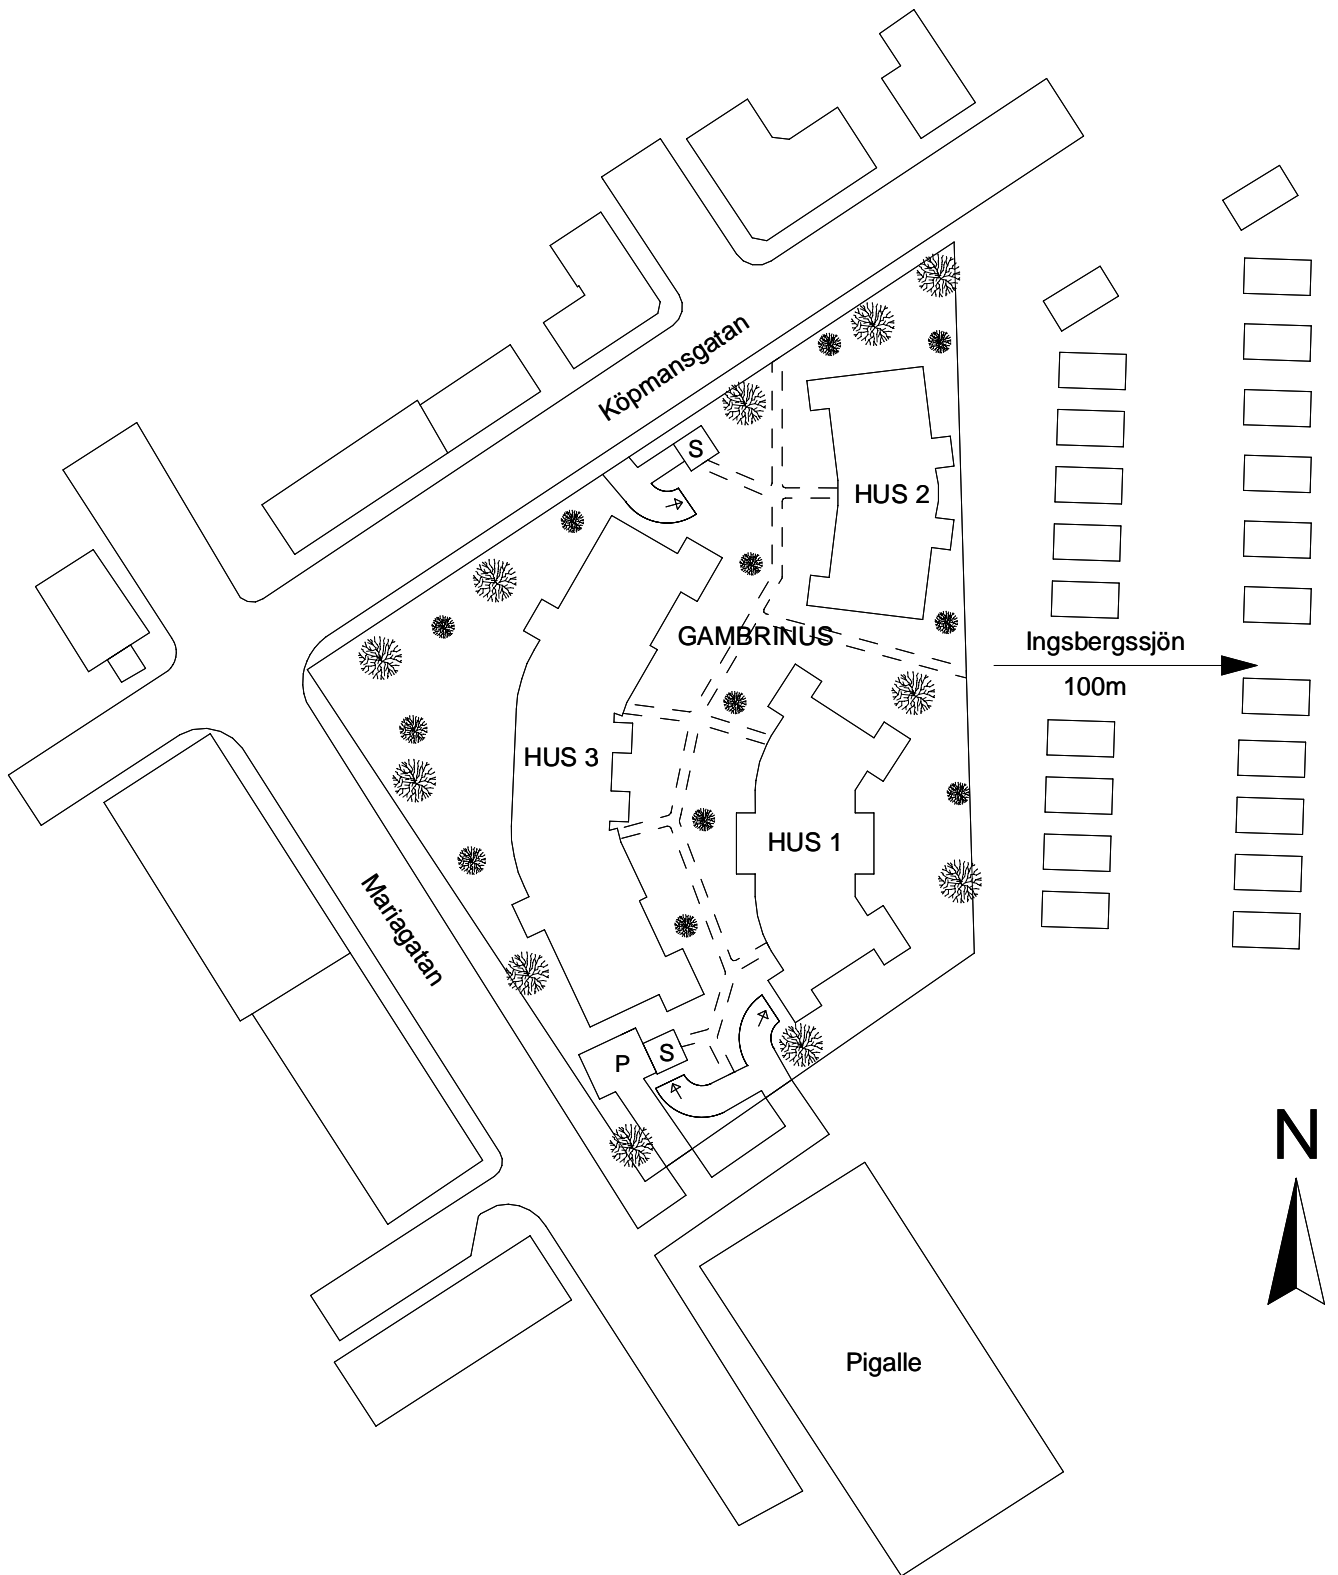 Köpmansgatan
S
HUS 2
GAMBRINUS
Ingsbergssjön
100m
HUS 3
HUS 1
Mariagatan
P
S
N
Pigalle